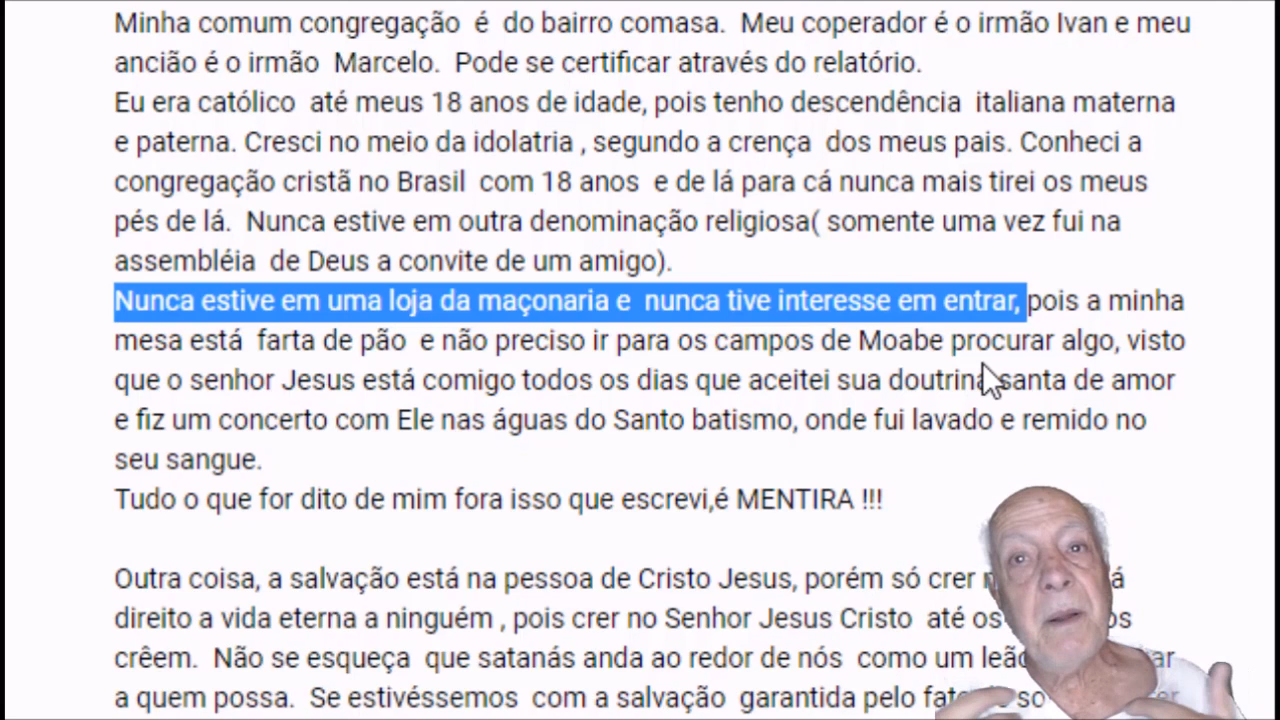 Minha comum congregação é do bairro comasa. Meu coperador é o irmão Ivan e meu
ancião é o irmão Marcelo. Pode se certificar através do relatório.
Eu era católico até meus 18 anos de idade, pois tenho descendência italiana materna
e paterna. Cresci no meio da idolatria , segundo a crença dos meus pais. Conheci a
congregação cristã no Brasil com 18 anos e de lá para cá nunca mais tirei os meus
pés de lá. Nunca estive em outra denominação religiosa( somente uma vez fui na
assembléia de Deus a convite de um amigo).
Nunca estive em uma loja da maçonaria e nunca tive interesse em entrar, pois a minha
mesa está farta de pão e não preciso ir para os campos de Moabe procurar algo, visto
que o senhor Jesus está comigo todos os dias que aceitei sua doutrina santa de amor
e fiz um concerto com Ele nas águas do Santo batismo, onde fui lavado e remido no
seu sangue.
Tudo o que for dito de mim fora isso que escrevi,é MENTIRA !!!
Outra coisa, a salvação está na pessoa de Cristo Jesus, porém só crer
direito a vida eterna a ninguém , pois crer no Senhor Jesus Cristo até os
crêem. Não se esqueça que satanás anda ao redor de nós como um leão
a quem possa. Se estivéssemos com a salvação garantida pelo